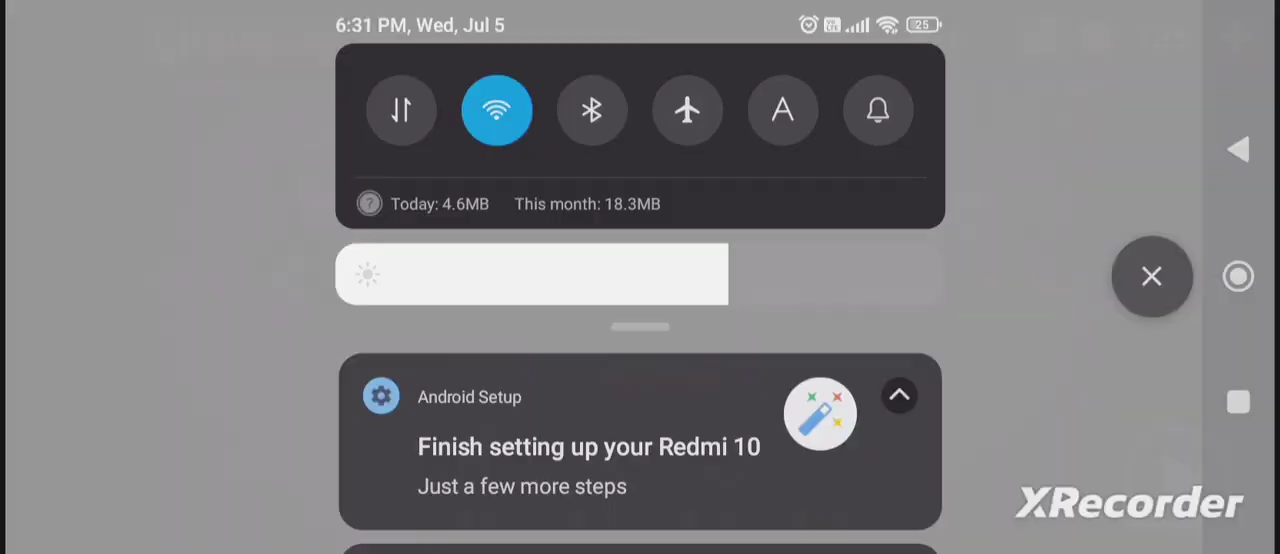 6:31 PM, Wed, Jul 5
25
Today: 4.6MB This month: 18.3MB
Android Setup
Finish setting up your Redmi 10
Just a few more steps
XRecorder